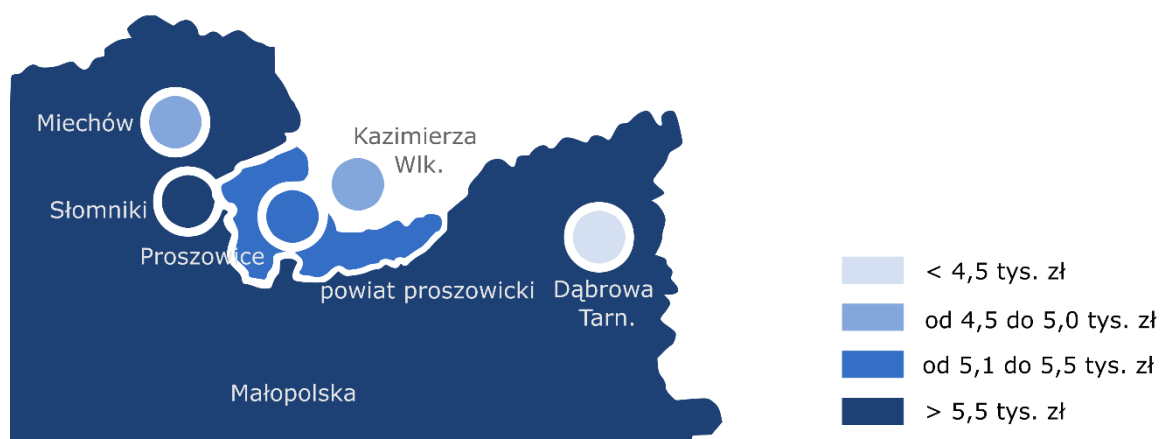 Miechów
Kazimierza
Wlk.
Słomniki
Proszowice
powiat proszowicki
Dąbrowa
Tarn.
Małopolska
< 4,5 tys. zł
od 4,5 do 5,0 tys. zł
od 5,1 do 5,5 tys. zł
> 5,5 tys. zł